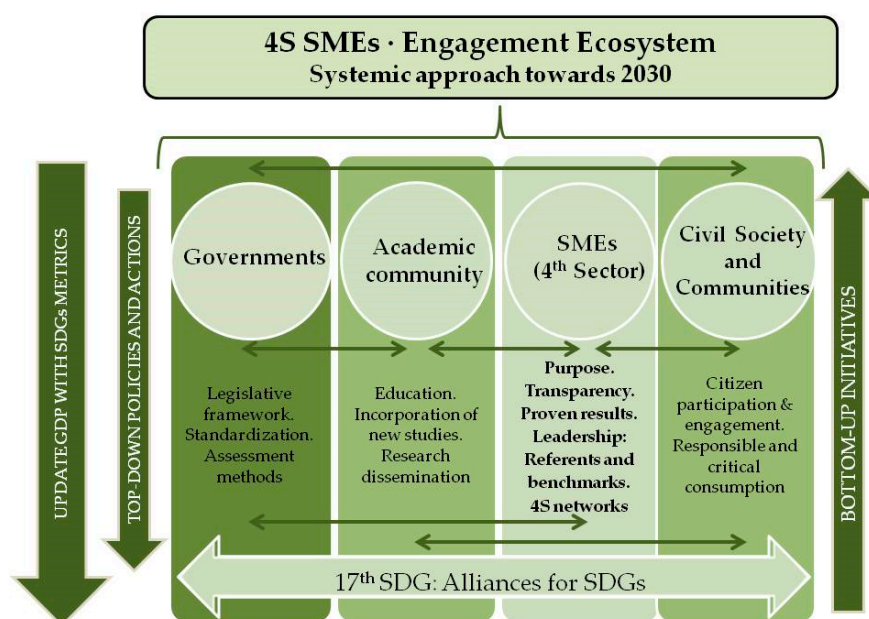 4S SMEs · Engagement Ecosystem
Systemic approach towards 2030
UPDATE GDP WITH SDGs METRICS
TOP-DOWN POLICIES AND ACTIONS
Governments
Legislative
framework.
Standardization.
Assessment
methods
Academic
community
Education.
Incorporation of
new studies.
Research
dissemination
SMEs
(4th Sector)
Purpose.
Transparency.
Proven results.
Leadership:
Referents and
benchmarks.
4S networks
Civil Society
and
Communities
Citizen
participation &
engagement.
Responsible and
critical
consumption
BOTTOM-UP INITIATIVES
17th SDG: Alliances for SDGs